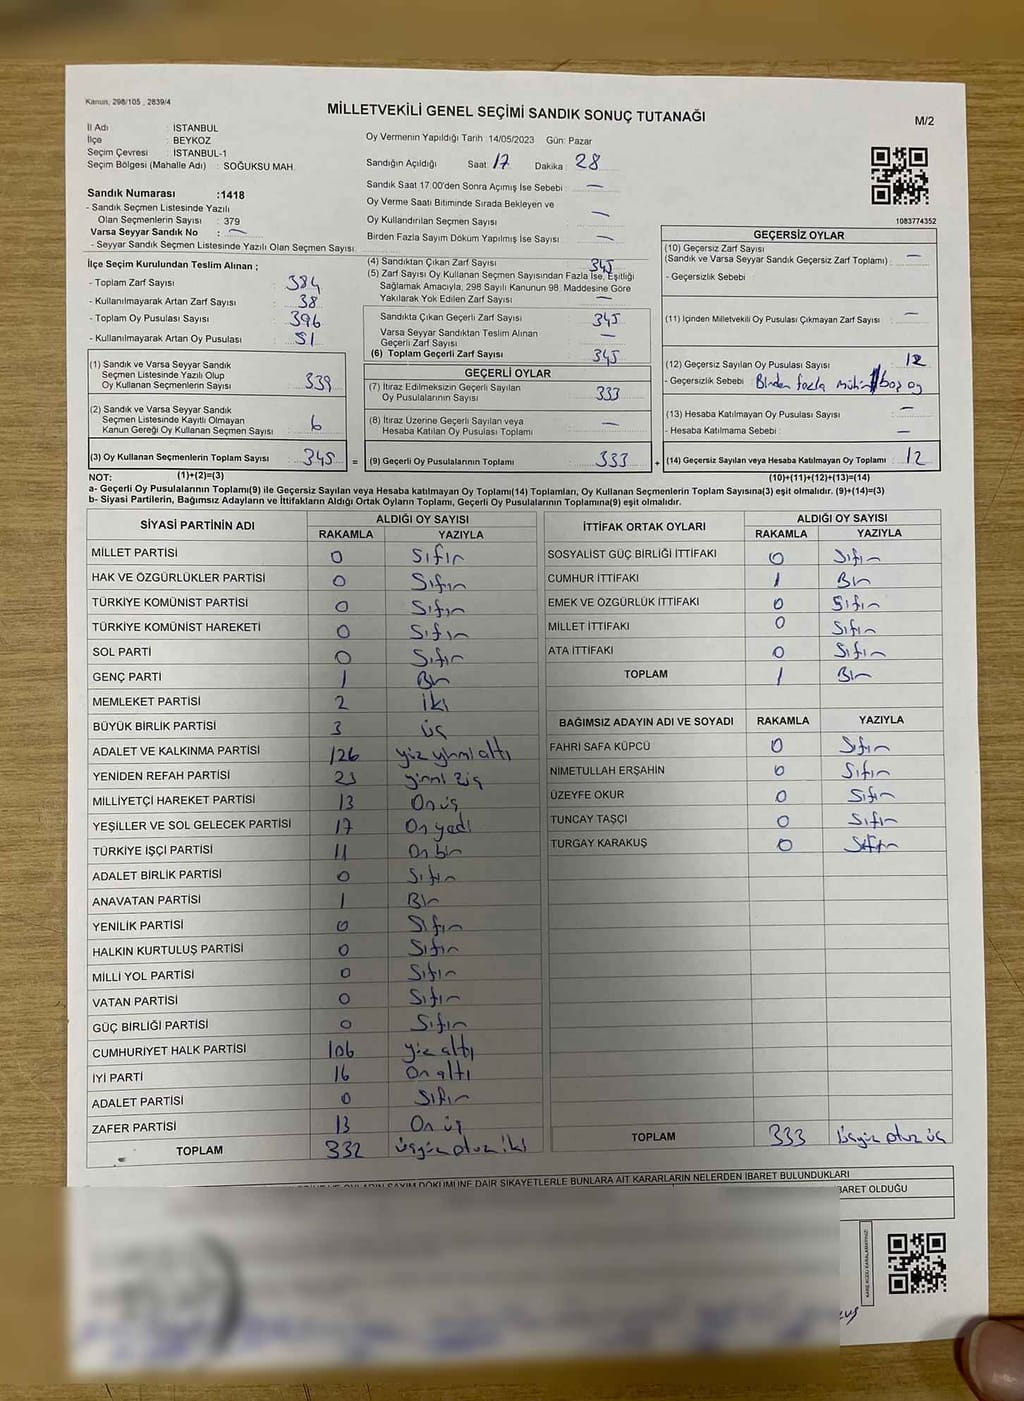 Kanun, 298/105 , 2839/4
MİLLETVEKİLİ GENEL SEÇİMİ SANDIK SONUÇ TUTANAĞI
M/2
İl Adı : İSTANBUL
İlçe : BEYKOZ
Seçim Çevresi : İSTANBUL-1
Seçim Bölgesi (Mahalle Adı) : SOĞUKSU MAH.
Oy Vermenin Yapıldığı Tarih :14/05/2023 Gün: Pazar
Sandığın Açıldığı Saat : 17 Dakika : 28
Sandık Saat 17.00'den Sonra Açımış İse Sebebi : —
Oy Verme Saati Bitiminde Sırada Bekleyen ve
Oy Kullandırılan Seçmen Sayısı —
Birden Fazla Sayım Döküm Yapılmış İse Sayısı : —
1083774352
Sandık Numarası :1418
- Sandık Seçmen Listesinde Yazılı
Olan Seçmenlerin Sayısı : 379
Varsa Seyyar Sandık No : —
- Seyyar Sandık Seçmen Listesinde Yazılı Olan Seçmen Sayısı:
İlçe Seçim Kurulundan Teslim Alınan ;
- Toplam Zarf Sayısı : 384
- Kullanılmayarak Artan Zarf Sayısı : 38
- Toplam Oy Pusulası Sayısı : 396
- Kullanılmayarak Artan Oy Pusulası : 51
(1) Sandık ve Varsa Seyyar Sandık
Seçmen Listesinde Yazılı Olup
Oy Kullanan Seçmenlerin Sayısı : 339
(2) Sandık ve Varsa Seyyar Sandık
Seçmen Listesinde Kayıtlı Olmayan
Kanun Gereği Oy Kullanan Seçmen Sayısı : 6
(3) Oy Kullanan Seçmenlerin Toplam Sayısı : 345 =
(4) Sandıktan Çıkan Zarf Sayısı : 345
(5) Zarf Sayısı Oy Kullanan Seçmen Sayısından Fazla İse, Eşitliği
Sağlamak Amacıyla, 298 Sayılı Kanunun 98. Maddesine Göre
Yakılarak Yok Edilen Zarf Sayısı : —
Sandıkta Çıkan Geçerli Zarf Sayısı : 345
Varsa Seyyar Sandıktan Teslim Alınan
Geçerli Zarf Sayısı : —
(6) Toplam Geçerli Zarf Sayısı : 345
GEÇERLİ OYLAR
(7) İtiraz Edilmeksizin Geçerli Sayılan
Oy Pusulalarının Sayısı : 333
(8) İtiraz Üzerine Geçerli Sayılan veya
Hesaba Katılan Oy Pusulası Toplamı : —
(9) Geçerli Oy Pusulalarının Toplamı : 333 +
GEÇERSİZ OYLAR
(10) Geçersiz Zarf Sayısı
(Sandık ve Varsa Seyyar Sandık Geçersiz Zarf Toplamı) : —
- Geçersizlik Sebebi :
(11) İçinden Milletvekili Oy Pusulası Çıkmayan Zarf Sayısı : —
(12) Geçersiz Sayılan Oy Pusulası Sayısı : 12
- Geçersizlik Sebebi : Birden fazla mühür boş oy
(13) Hesaba Katılmayan Oy Pusulası Sayısı : —
- Hesaba Katılmama Sebebi : —
(14) Geçersiz Sayılan veya Hesaba Katılmayan Oy Toplamı : 12
NOT: (1)+(2)=(3)
(10)+(11)+(12)+(13)=(14)
a- Geçerli Oy Pusulalarının Toplamı(9) ile Geçersiz Sayılan veya Hesaba katılmayan Oy Toplamı(14) Toplamları, Oy Kullanan Seçmenlerin Toplam Sayısına(3) eşit olmalıdır. (9)+(14)=(3)
b- Siyasi Partilerin, Bağımsız Adayların ve İttifakların Aldığı Ortak Oyların Toplamı, Geçerli Oy Pusulalarının Toplamına(9) eşit olmalıdır.
SİYASİ PARTİNİN ADI
ALDIĞI OY SAYISI
RAKAMLA YAZIYLA
MİLLET PARTİSİ 0 Sıfır
HAK VE ÖZGÜRLÜKLER PARTİSİ 0 Sıfır
TÜRKİYE KOMÜNİST PARTİSİ 0 Sıfır
TÜRKİYE KOMÜNİST HAREKETİ 0 Sıfır
SOL PARTİ 0 Sıfır
GENÇ PARTİ 1 Bir
MEMLEKET PARTİSİ 2 İki
BÜYÜK BİRLİK PARTİSİ 3 üç
ADALET VE KALKINMA PARTİSİ 126 yüz yirmi altı
YENİDEN REFAH PARTİSİ 23 yirmi üç
MİLLİYETÇİ HAREKET PARTİSİ 13 On üç
YEŞİLLER VE SOL GELECEK PARTİSİ 17 On yedi
TÜRKİYE İŞÇİ PARTİSİ 11 On bir
ADALET BİRLİK PARTİSİ 0 Sıfır
ANAVATAN PARTİSİ 1 Bir
YENİLİK PARTİSİ 0 Sıfır
HALKIN KURTULUŞ PARTİSİ 0 Sıfır
MİLLİ YOL PARTİSİ 0 Sıfır
VATAN PARTİSİ 0 Sıfır
GÜÇ BİRLİĞİ PARTİSİ 0 Sıfır
CUMHURİYET HALK PARTİSİ 106 yüz altı
İYİ PARTİ 16 On altı
ADALET PARTİSİ 0 Sıfır
ZAFER PARTİSİ 13 On üç
TOPLAM 332 üçyüz otuz iki
İTTİFAK ORTAK OYLARI
ALDIĞI OY SAYISI
RAKAMLA YAZIYLA
SOSYALİST GÜÇ BİRLİĞİ İTTİFAKI 0 Sıfır
CUMHUR İTTİFAKI 1 Bir
EMEK VE ÖZGÜRLÜK İTTİFAKI 0 Sıfır
MİLLET İTTİFAKI 0 Sıfır
ATA İTTİFAKI 0 Sıfır
TOPLAM 1 Bir
BAĞIMSIZ ADAYIN ADI VE SOYADI RAKAMLA YAZIYLA
FAHRİ SAFA KÜPCÜ 0 Sıfır
NİMETULLAH ERŞAHİN 0 Sıfır
ÜZEYFE OKUR 0 Sıfır
TUNCAY TAŞÇI 0 Sıfır
TURGAY KARAKUŞ 0 Sıfır
TOPLAM 333 üçyüz otuz üç
DÖKÜMÜNE DAİR ŞİKAYETLERLE BUNLARA AİT KARARLARIN NELERDEN İBARET BULUNDUKLARI
İBARET OLDUĞU
KARE KODU KARALAMAYINIZ!